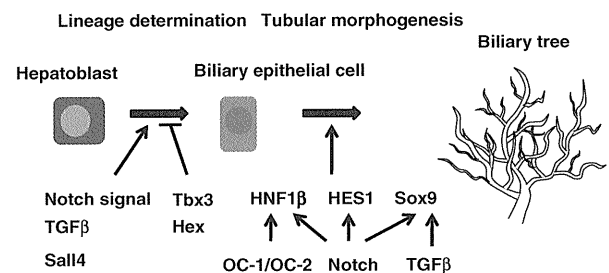 Lineage determination Tubular morphogenesis
Biliary tree
Hepatoblast Biliary epithelial cell
Notch signal Tbx3 HNF1β HES1 Sox9
TGFβ Hex
Sall4 OC-1/OC-2 Notch TGFβ